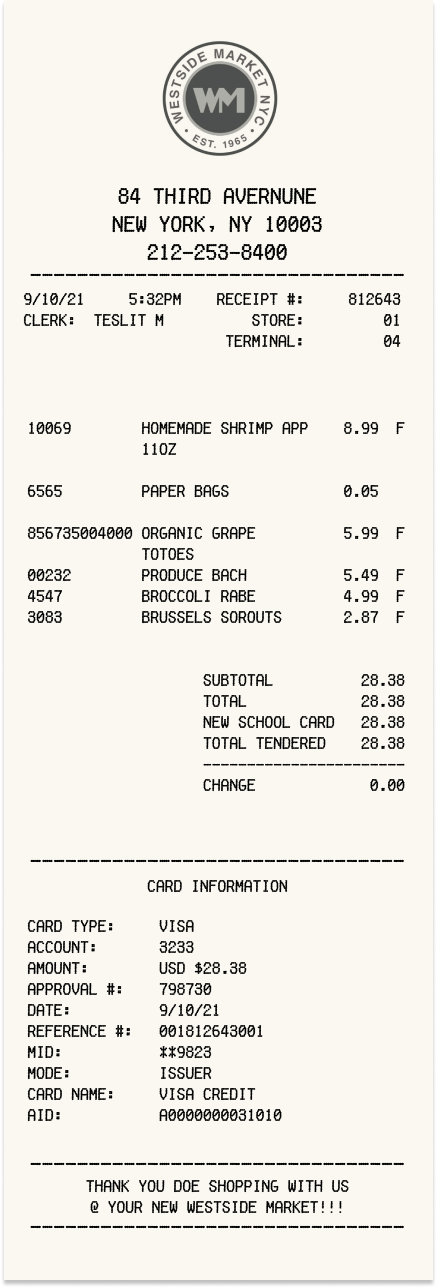 WESTSIDE MARKET NYC
WM
• EST. 1965 •
84 THIRD AVERNUNE
NEW YORK, NY 10003
212-253-8400
9/10/21 5:32PM RECEIPT #: 812643
CLERK: TESLIT M STORE: 01
TERMINAL: 04
10069 HOMEMADE SHRIMP APP 8.99 F
11OZ
6565 PAPER BAGS 0.05
856735004000 ORGANIC GRAPE 5.99 F
TOTOES
00232 PRODUCE BACH 5.49 F
4547 BROCCOLI RABE 4.99 F
3083 BRUSSELS SOROUTS 2.87 F
SUBTOTAL 28.38
TOTAL 28.38
NEW SCHOOL CARD 28.38
TOTAL TENDERED 28.38
CHANGE 0.00
CARD INFORMATION
CARD TYPE: VISA
ACCOUNT: 3233
AMOUNT: USD $28.38
APPROVAL #: 798730
DATE: 9/10/21
REFERENCE #: 001812643001
MID: **9823
MODE: ISSUER
CARD NAME: VISA CREDIT
AID: A0000000031010
THANK YOU DOE SHOPPING WITH US
@ YOUR NEW WESTSIDE MARKET!!!